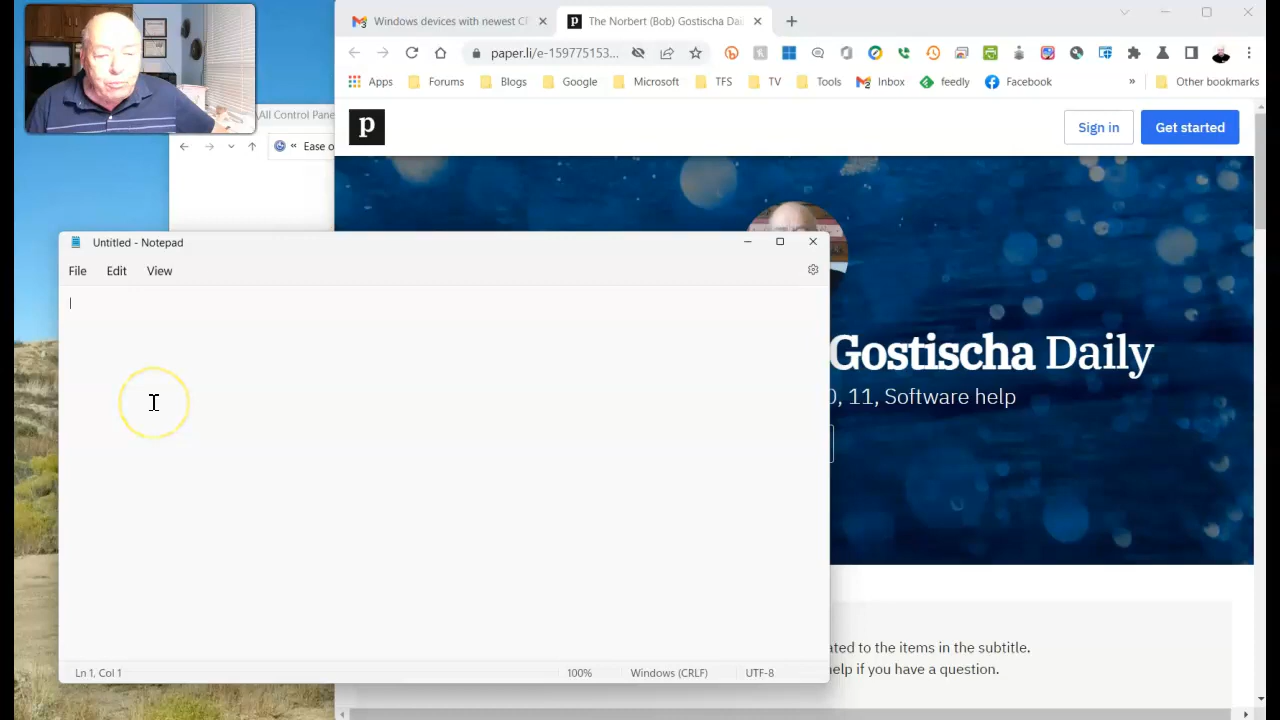 Windows devices with newest C
The Norbert (Bob) Gostischa Dai
paper.li/e-159775153...
Apps
Forums
Blogs
Google
Microsoft
TFS
TV
Tools
Inbox
feedly
Facebook
»
Other bookmarks
\All Control Pane
« Ease o
p
Sign in
Get started
Gostischa Daily
0, 11, Software help
ated to the items in the subtitle.
help if you have a question.
Untitled - Notepad
File
Edit
View
Ln 1, Col 1
100%
Windows (CRLF)
UTF-8